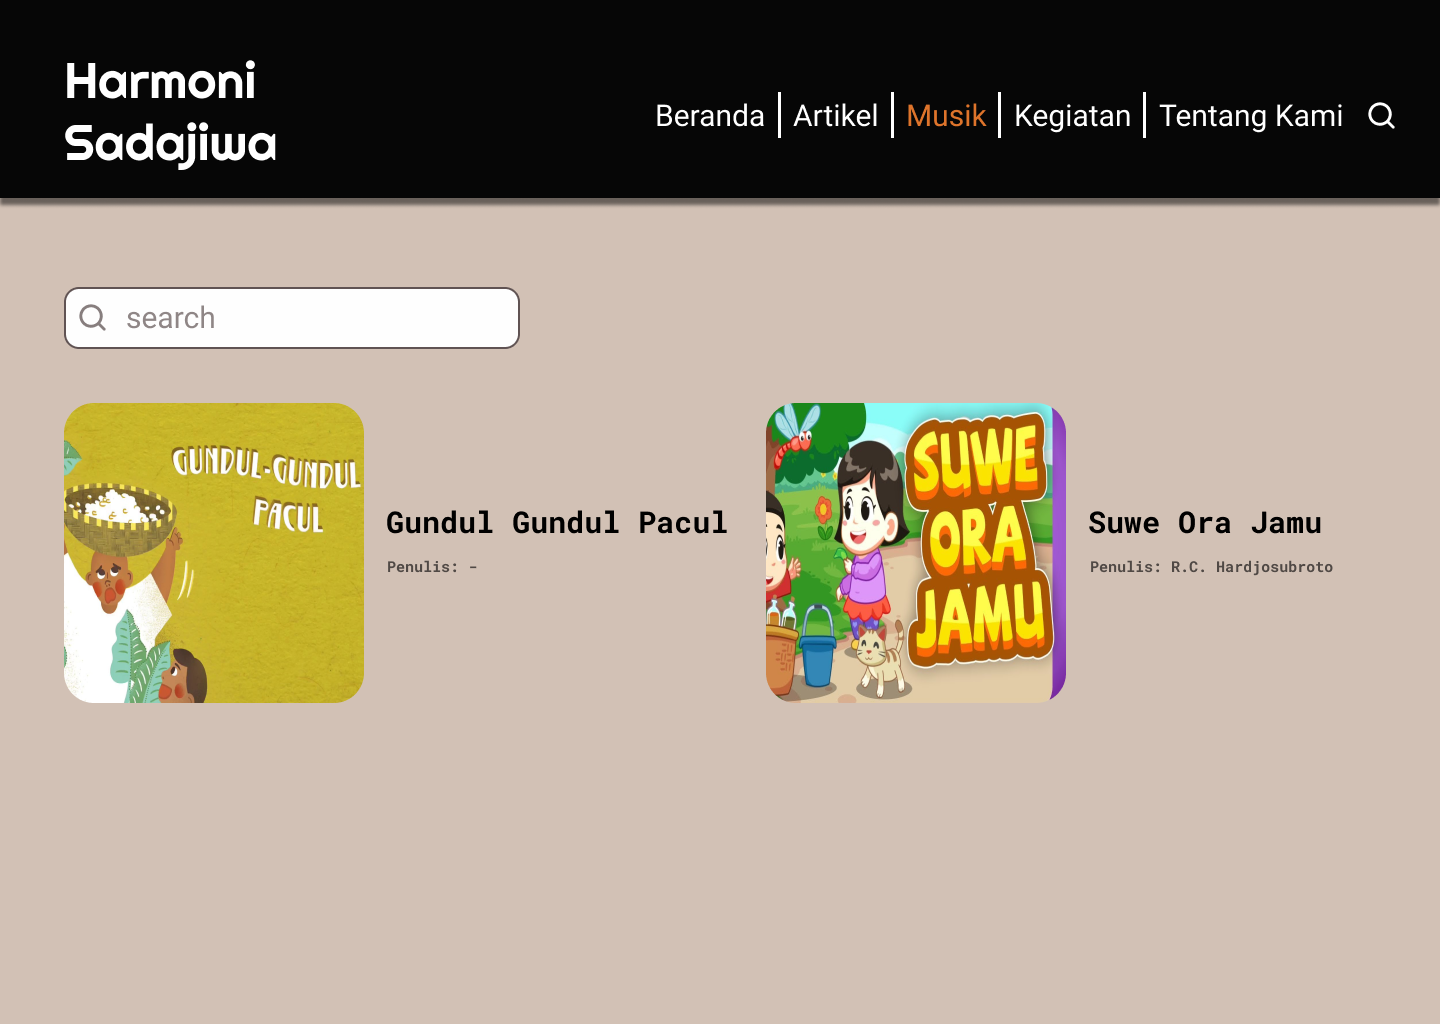 Harmoni
Sadajiwa
Beranda
Artikel
Musik
Kegiatan
Tentang Kami
search
GUNDUL-GUNDUL
PACUL
Gundul Gundul Pacul
Penulis: -
SUWE
ORA
JAMU
Suwe Ora Jamu
Penulis: R.C. Hardjosubroto